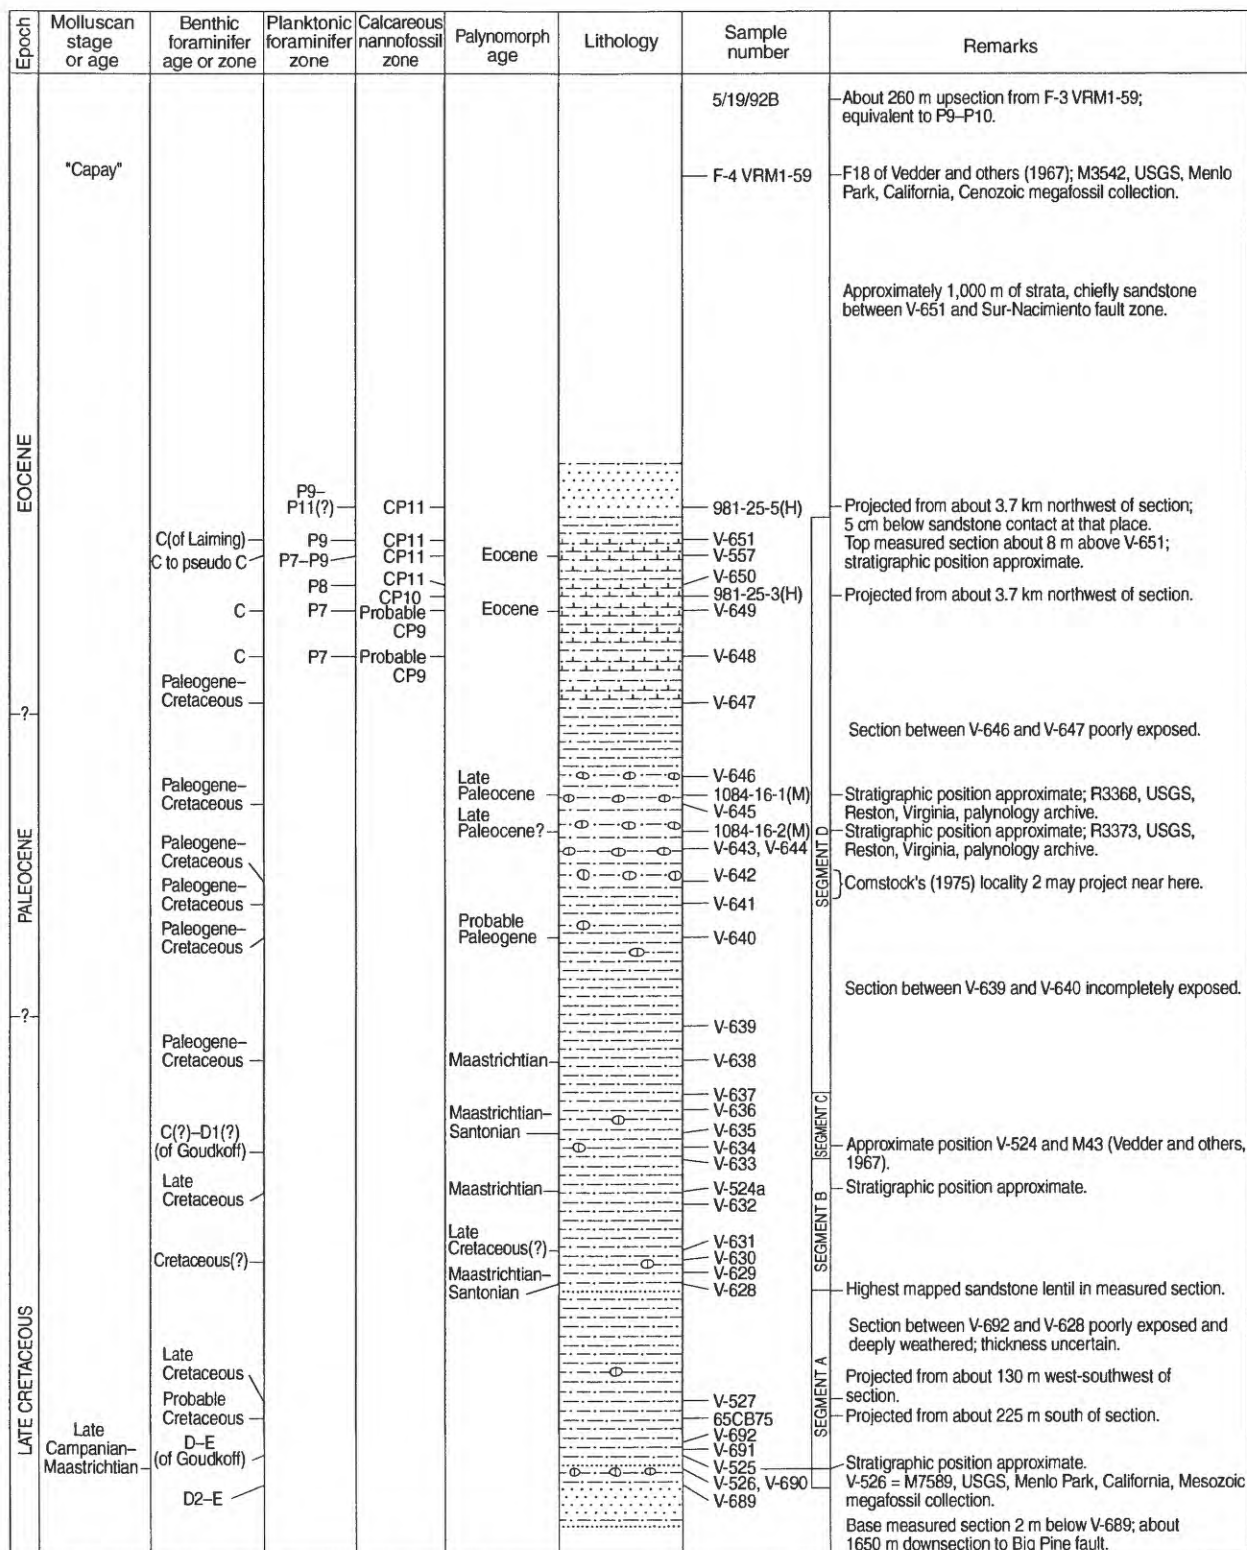 Epoch
Molluscan
stage
or age
Benthic
foraminifer
age or zone
Planktonic
foraminifer
zone
Calcareous
nannofossil
zone
Palynomorph
age
Lithology
Sample
number
Remarks
EOCENE
–?–
PALEOCENE
–?–
LATE CRETACEOUS
"Capay"
Late
Campanian–
Maastrichtian
C(of Laiming)
C to pseudo C
C
C
Paleogene–
Cretaceous
Paleogene–
Cretaceous
Paleogene–
Cretaceous
Paleogene–
Cretaceous
Paleogene–
Cretaceous
Paleogene–
Cretaceous
C(?)–D1(?)
(of Goudkoff)
Late
Cretaceous
Cretaceous(?)
Late
Cretaceous
Probable
Cretaceous
D–E
(of Goudkoff)
D2–E
P9–
P11(?)
P9
P7–P9
P8
P7
P7
CP11
CP11
CP11
CP11
CP10
Probable
CP9
Probable
CP9
Eocene
Eocene
Late
Paleocene
Late
Paleocene?
Probable
Paleogene
Maastrichtian
Maastrichtian–
Santonian
Maastrichtian
Late
Cretaceous(?)
Maastrichtian–
Santonian
5/19/92B
F-4 VRM1-59
981-25-5(H)
V-651
V-557
V-650
981-25-3(H)
V-649
V-648
V-647
V-646
1084-16-1(M)
V-645
1084-16-2(M)
V-643, V-644
V-642
V-641
V-640
V-639
V-638
V-637
V-636
V-635
V-634
V-633
V-524a
V-632
V-631
V-630
V-629
V-628
V-527
65CB75
V-692
V-691
V-525
V-526, V-690
V-689
SEGMENT D
SEGMENT C
SEGMENT B
SEGMENT A
About 260 m upsection from F-3 VRM1-59;
equivalent to P9–P10.
F18 of Vedder and others (1967); M3542, USGS, Menlo
Park, California, Cenozoic megafossil collection.
Approximately 1,000 m of strata, chiefly sandstone
between V-651 and Sur-Nacimiento fault zone.
Projected from about 3.7 km northwest of section;
5 cm below sandstone contact at that place.
Top measured section about 8 m above V-651;
stratigraphic position approximate.
Projected from about 3.7 km northwest of section.
Section between V-646 and V-647 poorly exposed.
Stratigraphic position approximate; R3368, USGS,
Reston, Virginia, palynology archive.
Stratigraphic position approximate; R3373, USGS,
Reston, Virginia, palynology archive.
Comstock's (1975) locality 2 may project near here.
Section between V-639 and V-640 incompletely exposed.
Approximate position V-524 and M43 (Vedder and others,
1967).
Stratigraphic position approximate.
Highest mapped sandstone lentil in measured section.
Section between V-692 and V-628 poorly exposed and
deeply weathered; thickness uncertain.
Projected from about 130 m west-southwest of
section.
Projected from about 225 m south of section.
Stratigraphic position approximate.
V-526 = M7589, USGS, Menlo Park, California, Mesozoic
megafossil collection.
Base measured section 2 m below V-689; about
1650 m downsection to Big Pine fault.